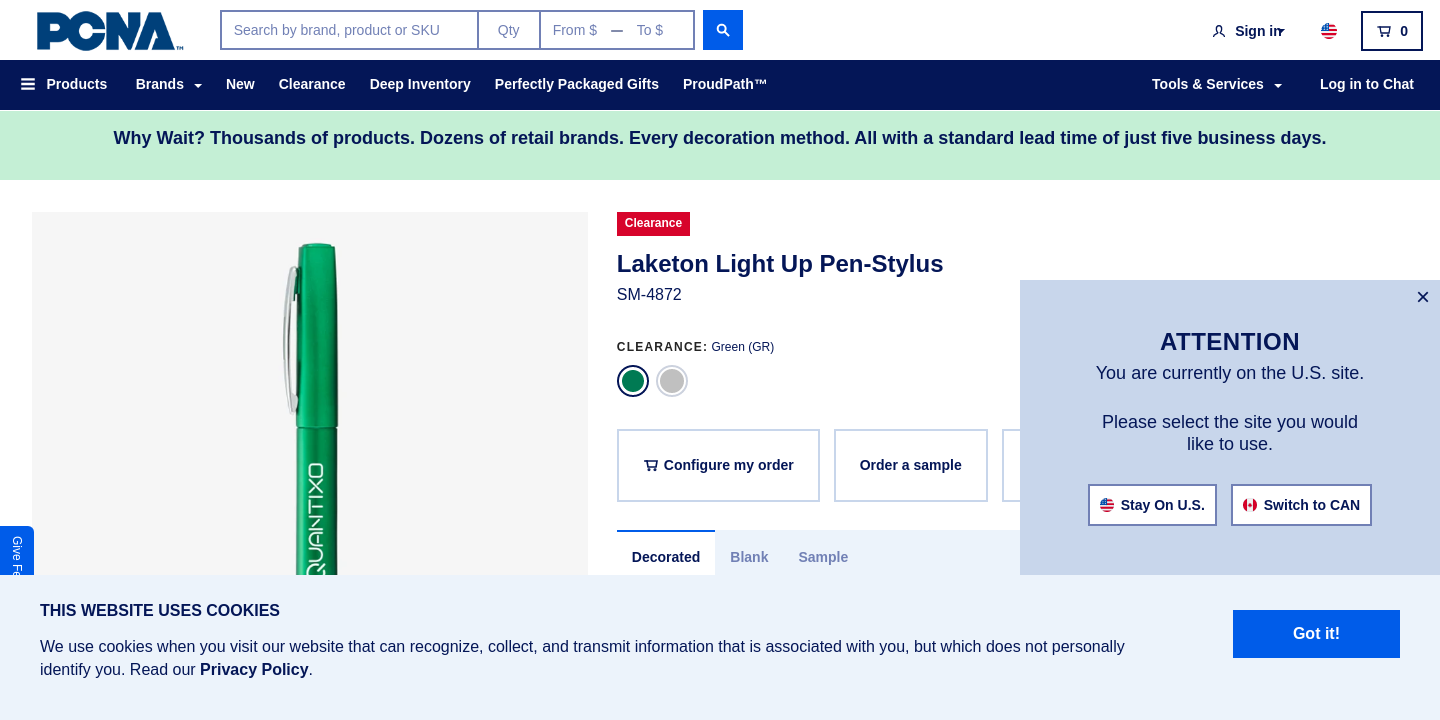 PCNA™
Search by brand, product or SKU
Qty
From $ — To $
Sign in
0
Products
Brands
New
Clearance
Deep Inventory
Perfectly Packaged Gifts
ProudPath™
Tools & Services
Log in to Chat
Why Wait? Thousands of products. Dozens of retail brands. Every decoration method. All with a standard lead time of just five business days.
QUANTIXO
Clearance
Laketon Light Up Pen-Stylus
SM-4872
CLEARANCE: Green (GR)
Configure my order
Order a sample
Decorated
Blank
Sample
×
ATTENTION
You are currently on the U.S. site.
Please select the site you would
like to use.
Stay On U.S.
Switch to CAN
Give Fe
THIS WEBSITE USES COOKIES
We use cookies when you visit our website that can recognize, collect, and transmit information that is associated with you, but which does not personally
identify you. Read our Privacy Policy.
Got it!